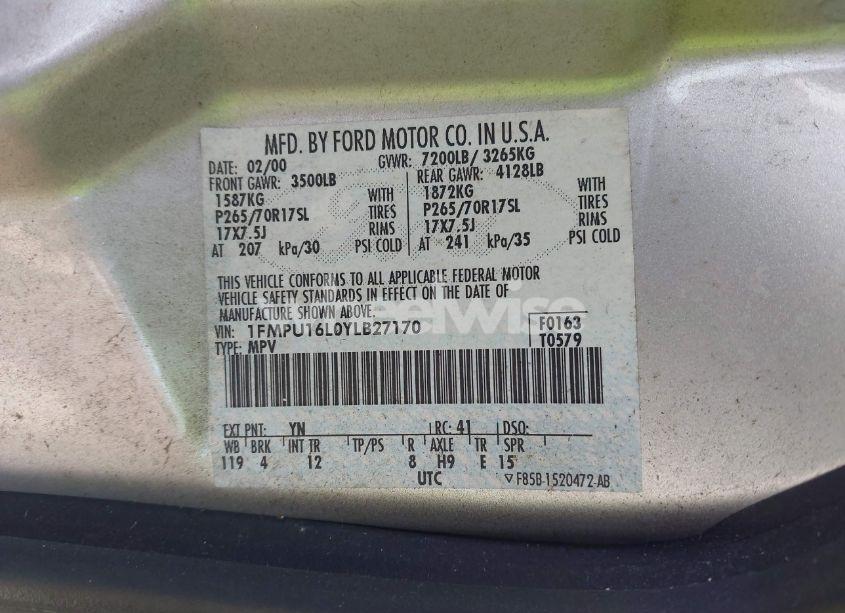 MFD. BY FORD MOTOR CO. IN U.S.A.
DATE: 02/00 GVWR: 7200LB/ 3265KG
FRONT GAWR: 3500LB REAR GAWR: 4128LB
1587KG WITH 1872KG WITH
P265/70R17SL TIRES P265/70R17SL TIRES
17X7.5J RIMS 17X7.5J RIMS
AT 207 kPa/30 PSI COLD AT 241 kPa/35 PSI COLD
THIS VEHICLE CONFORMS TO ALL APPLICABLE FEDERAL MOTOR
VEHICLE SAFETY STANDARDS IN EFFECT ON THE DATE OF
MANUFACTURE SHOWN ABOVE.
VIN: 1FMPU16L0YLB27170 F0163
TYPE: MPV T0579
EXT PNT: YN RC: 41 DSO:
WB BRK INT TR TP/PS R AXLE TR SPR
119 4 12 8 H9 E 15
UTC ▽ F85B-1520472-AB